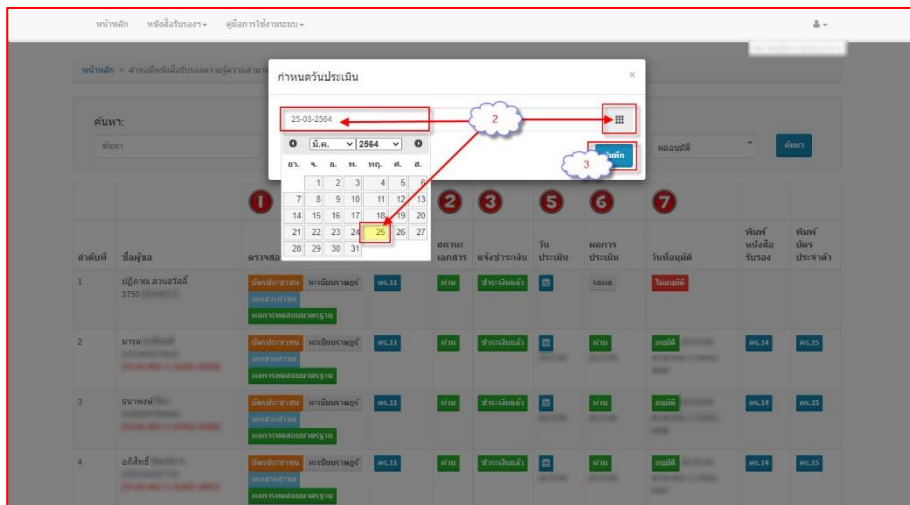 หน้าหลัก หนังสือรับรองฯ คู่มือการใช้งานระบบ
หน้าหลัก » คำขอมีหนังสือรับรองความรู้ความสามาร
กำหนดวันประเมิน ×
25-03-2564
2
3
บันทึก
มี.ค. 2564
อา. จ. อ. พ. พฤ. ศ. ส.
1 2 3 4 5 6
7 8 9 10 11 12 13
14 15 16 17 18 19 20
21 22 23 24 25 26 27
28 29 30 31
ค้นหา:
ค้นหา ผลอนุมัติ ค้นหา
1 2 3 5 6 7
ลำดับที่ ชื่อผู้ขอ ตรวจสอ สถานะเอกสาร แจ้งชำระเงิน วันประเมิน ผลการประเมิน วันที่อนุมัติ พิมพ์หนังสือรับรอง พิมพ์บัตรประจำตัว
1 ปฏิภาณ สวนสวัสดิ์ บัตรประชาชน ทะเบียนราษฎร์ คร.11 ผ่าน ชำระเงินแล้ว รอผล ไม่อนุมัติ
3750
เอกสารคำขอ
ผลการทดสอบมาตรฐาน
2 มารุต บัตรประชาชน ทะเบียนราษฎร์ คร.11 ผ่าน ชำระเงินแล้ว ผ่าน อนุมัติ คร.14 คร.15
เอกสารคำขอ
ผลการทดสอบมาตรฐาน
3 ธนาพงษ์ บัตรประชาชน ทะเบียนราษฎร์ คร.11 ผ่าน ชำระเงินแล้ว ผ่าน อนุมัติ คร.14 คร.15
เอกสารคำขอ
ผลการทดสอบมาตรฐาน
4 อภิสิทธิ์ บัตรประชาชน ทะเบียนราษฎร์ คร.11 ผ่าน ชำระเงินแล้ว ผ่าน อนุมัติ คร.14 คร.15
เอกสารคำขอ
ผลการทดสอบมาตรฐาน